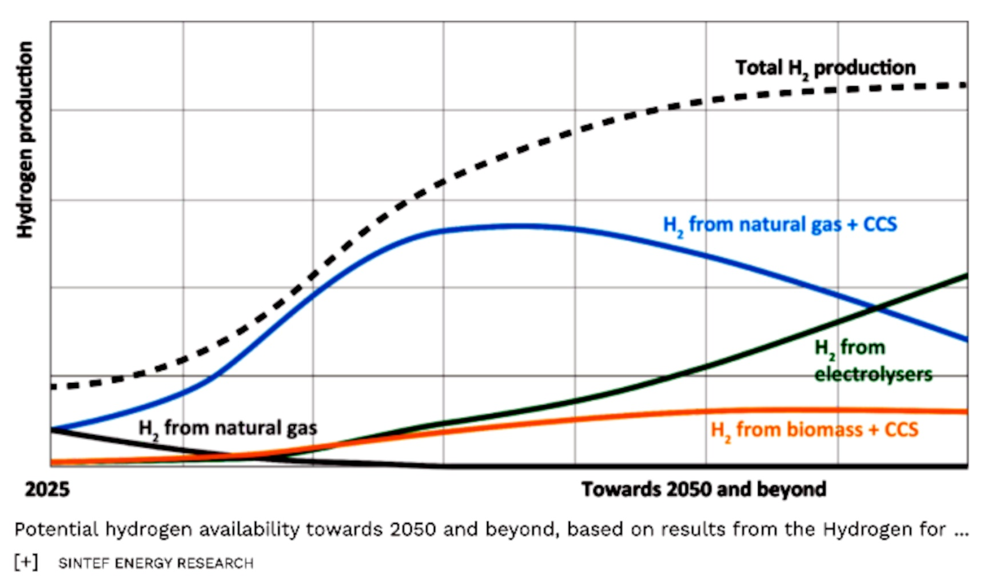 Hydrogen production
Total H₂ production
H₂ from natural gas + CCS
H₂ from
electrolysers
H₂ from natural gas
H₂ from biomass + CCS
2025
Towards 2050 and beyond
Potential hydrogen availability towards 2050 and beyond, based on results from the Hydrogen for ...
[+] SINTEF ENERGY RESEARCH